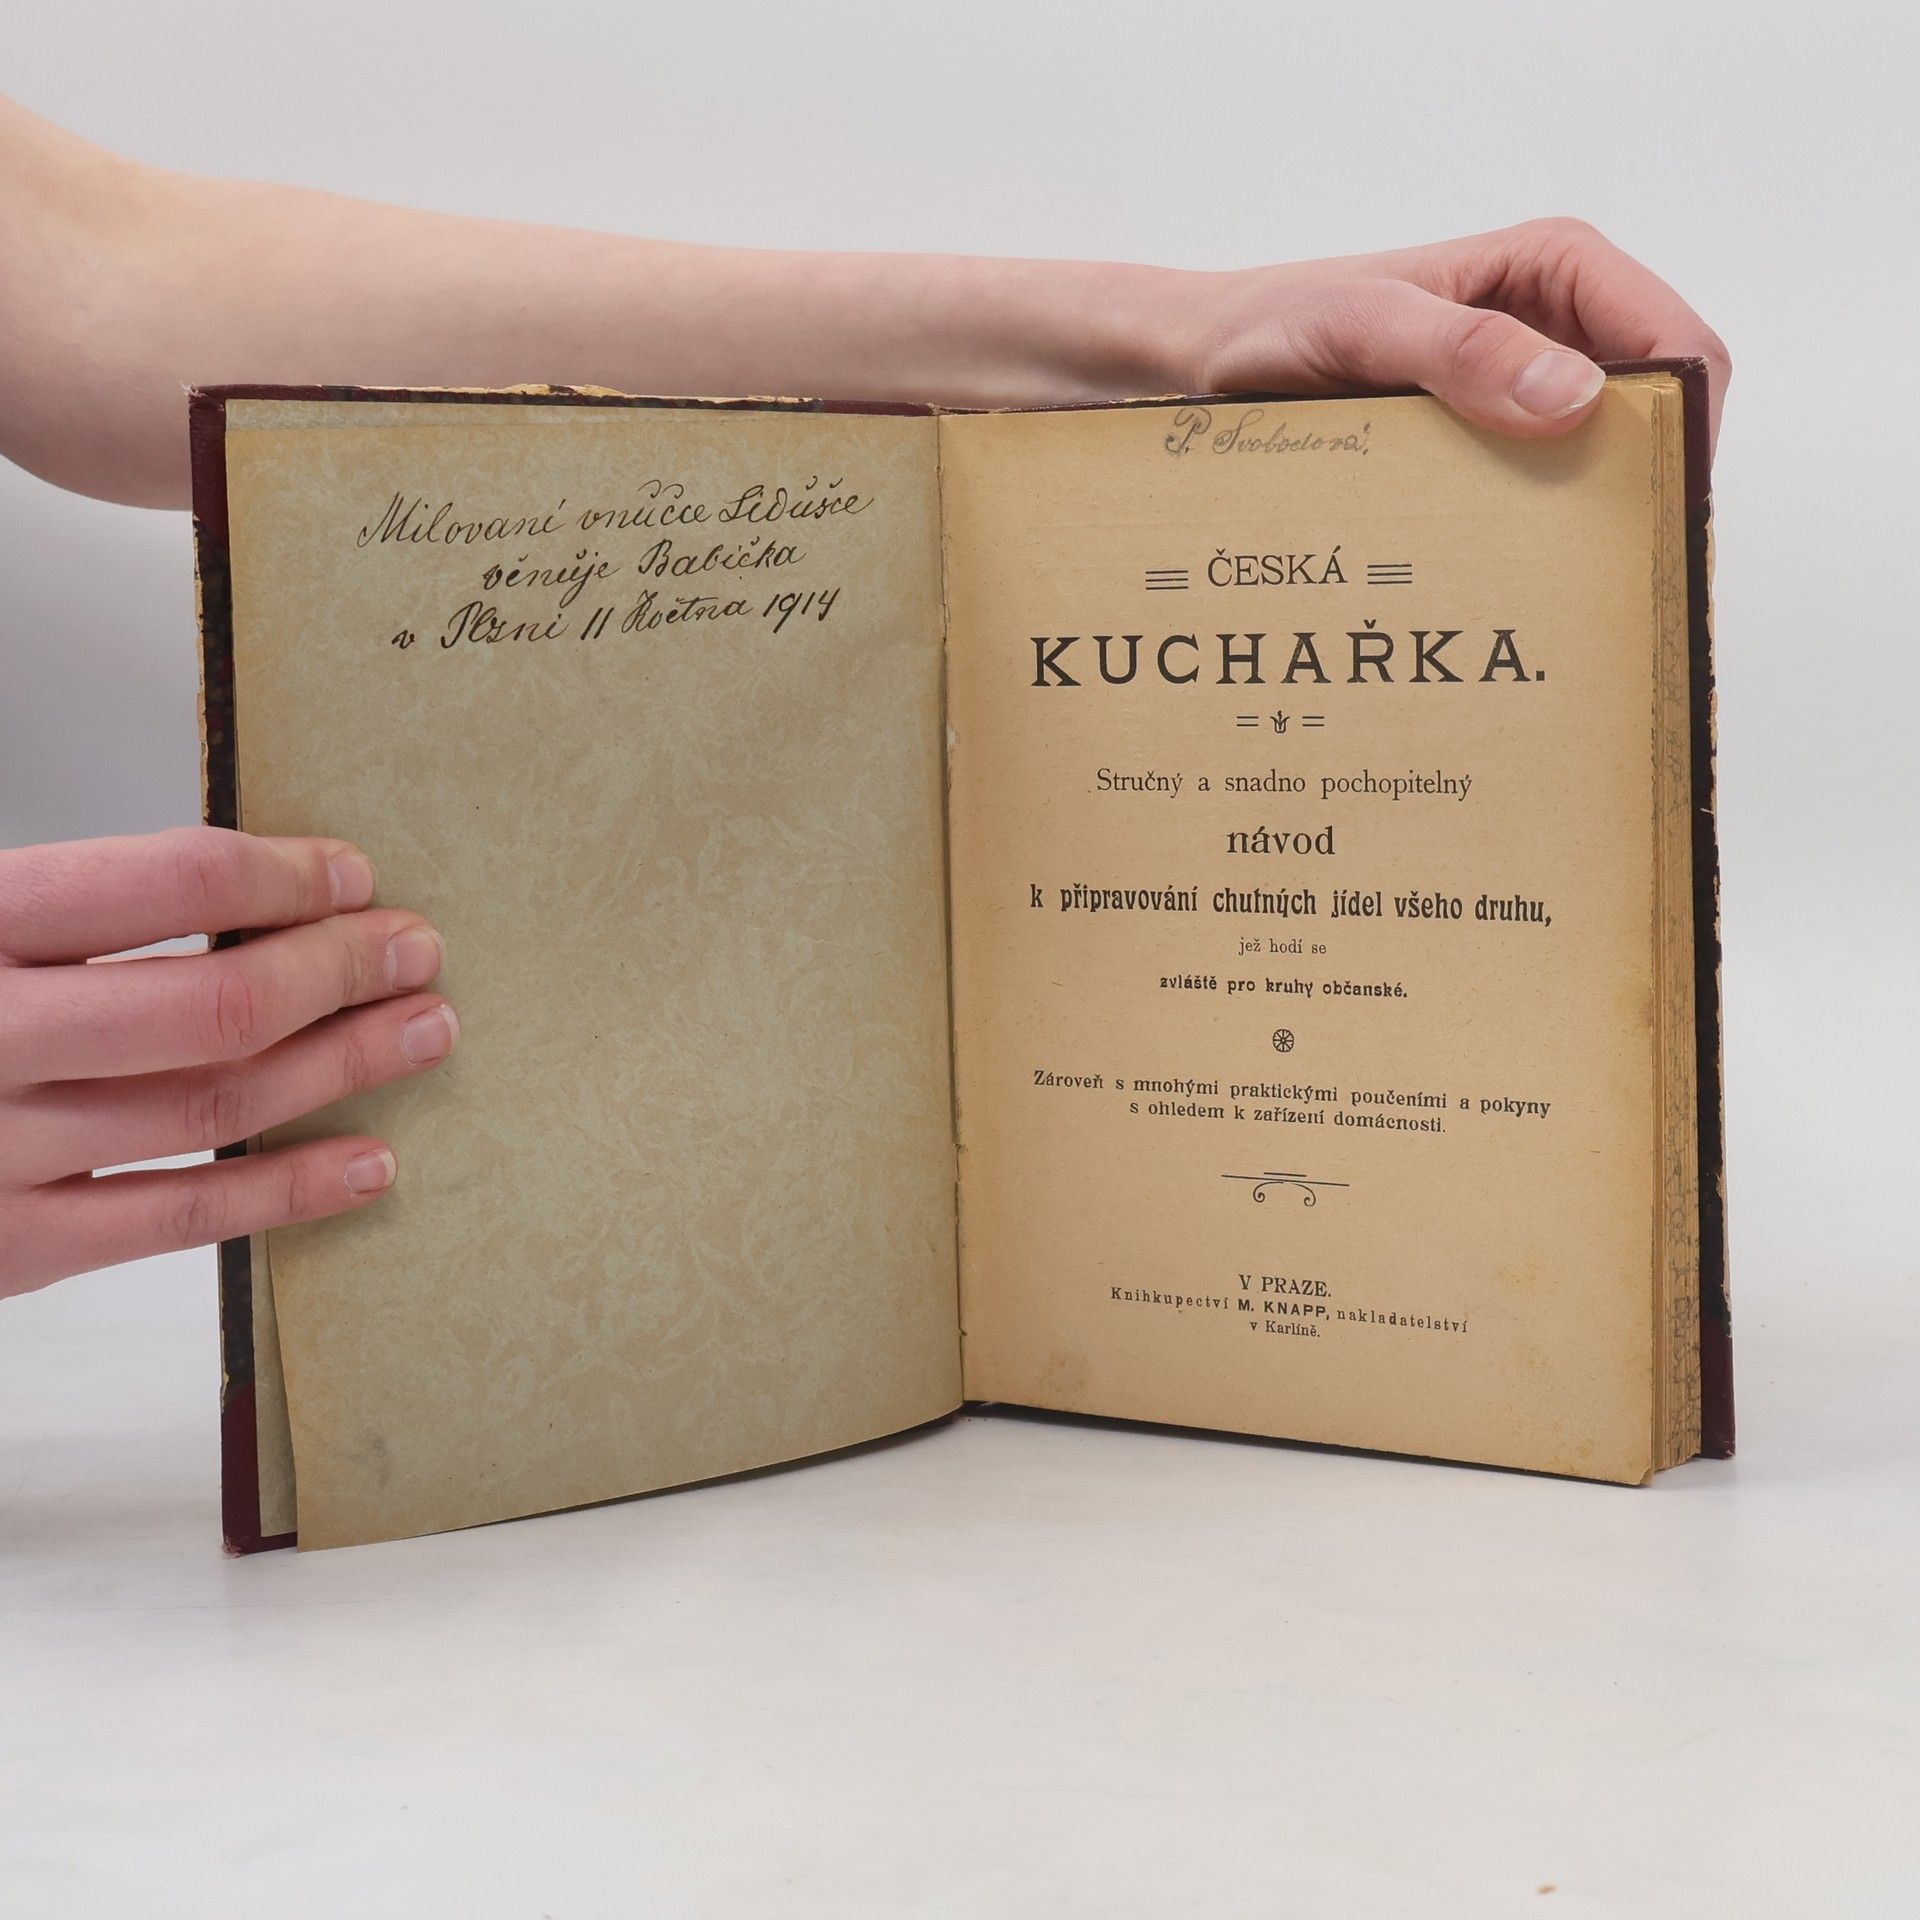 Milovaní vnučce Lidušce
věnuje Babička
v Plzni 11 Května 1914
P. Svobodová.
ČESKÁ
KUCHAŘKA.
Stručný a snadno pochopitelný
návod
k připravování chutných jídel všeho druhu,
jež hodí se
zvláště pro kruhy občanské.
Zároveň s mnohými praktickými poučeními a pokyny
s ohledem k zařízení domácnosti.
V PRAZE.
Knihkupectví M. KNAPP, nakladatelství
v Karlíně.